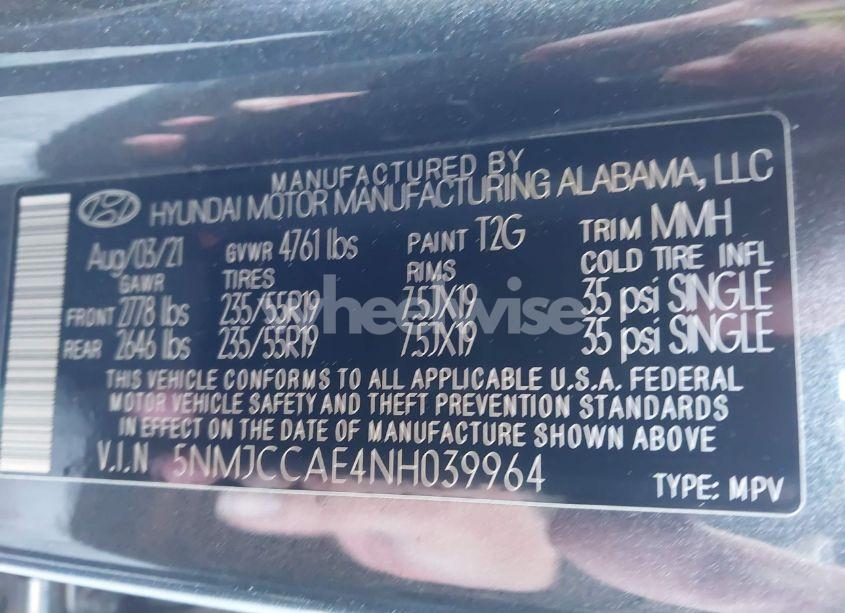 MANUFACTURED BY
HYUNDAI MOTOR MANUFACTURING ALABAMA, LLC
Aug/03/21 GVWR 4761 lbs PAINT T2G TRIM MMH
GAWR TIRES RIMS COLD TIRE INFL
FRONT 2778 lbs 235/55R19 7.5JX19 35 psi SINGLE
REAR 2646 lbs 235/55R19 7.5JX19 35 psi SINGLE
THIS VEHICLE CONFORMS TO ALL APPLICABLE U.S.A. FEDERAL
MOTOR VEHICLE SAFETY AND THEFT PREVENTION STANDARDS
IN EFFECT ON THE DATE OF MANUFACTURE SHOWN ABOVE
V.I.N 5NMJCCAE4NH039964 TYPE: MPV